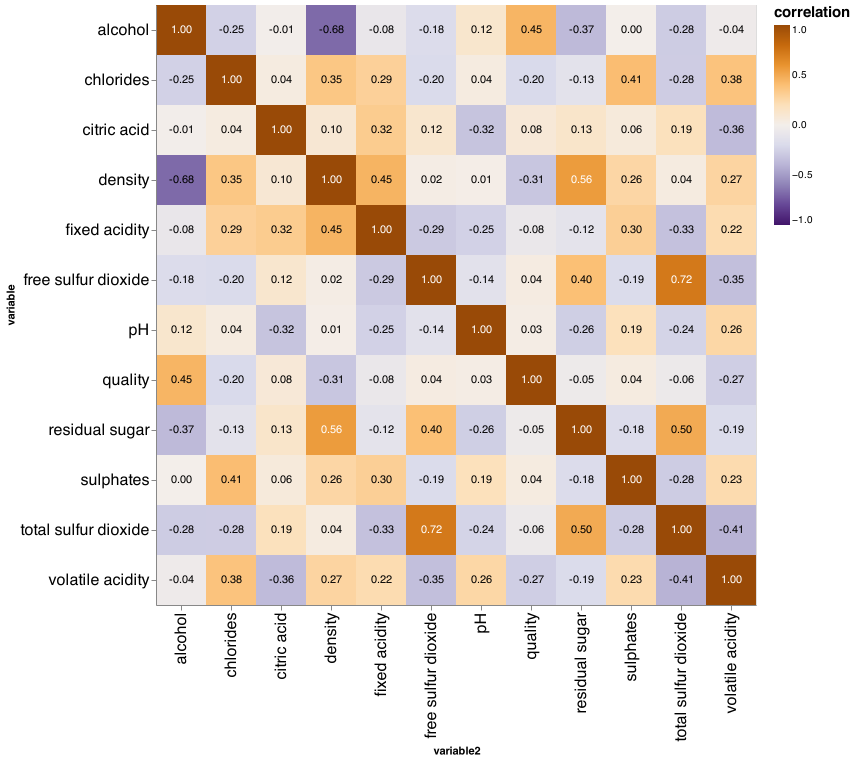 correlation
1.0
0.5
0.0
−0.5
−1.0
variable
alcohol 1.00 -0.25 -0.01 -0.68 -0.08 -0.18 0.12 0.45 -0.37 0.00 -0.28 -0.04
chlorides -0.25 1.00 0.04 0.35 0.29 -0.20 0.04 -0.20 -0.13 0.41 -0.28 0.38
citric acid -0.01 0.04 1.00 0.10 0.32 0.12 -0.32 0.08 0.13 0.06 0.19 -0.36
density -0.68 0.35 0.10 1.00 0.45 0.02 0.01 -0.31 0.56 0.26 0.04 0.27
fixed acidity -0.08 0.29 0.32 0.45 1.00 -0.29 -0.25 -0.08 -0.12 0.30 -0.33 0.22
free sulfur dioxide -0.18 -0.20 0.12 0.02 -0.29 1.00 -0.14 0.04 0.40 -0.19 0.72 -0.35
pH 0.12 0.04 -0.32 0.01 -0.25 -0.14 1.00 0.03 -0.26 0.19 -0.24 0.26
quality 0.45 -0.20 0.08 -0.31 -0.08 0.04 0.03 1.00 -0.05 0.04 -0.06 -0.27
residual sugar -0.37 -0.13 0.13 0.56 -0.12 0.40 -0.26 -0.05 1.00 -0.18 0.50 -0.19
sulphates 0.00 0.41 0.06 0.26 0.30 -0.19 0.19 0.04 -0.18 1.00 -0.28 0.23
total sulfur dioxide -0.28 -0.28 0.19 0.04 -0.33 0.72 -0.24 -0.06 0.50 -0.28 1.00 -0.41
volatile acidity -0.04 0.38 -0.36 0.27 0.22 -0.35 0.26 -0.27 -0.19 0.23 -0.41 1.00
alcohol
chlorides
citric acid
density
fixed acidity
free sulfur dioxide
pH
quality
residual sugar
sulphates
total sulfur dioxide
volatile acidity
variable2